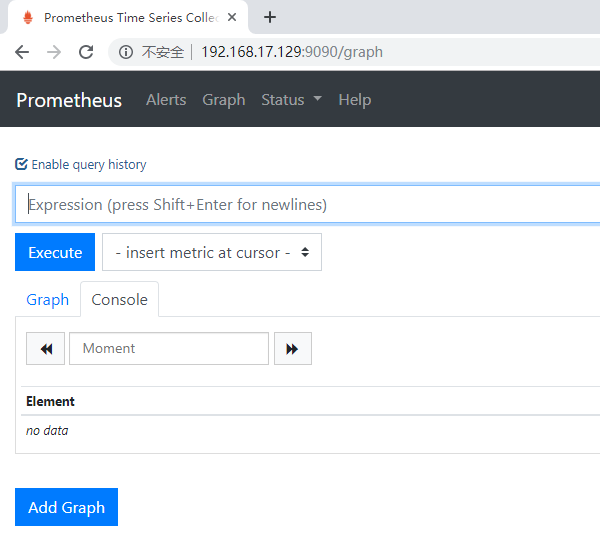 Prometheus Time Series Collec
不安全 192.168.17.129:9090/graph
Prometheus Alerts Graph Status Help
Enable query history
Expression (press Shift+Enter for newlines)
Execute - insert metric at cursor -
Graph Console
Moment
Element
no data
Add Graph